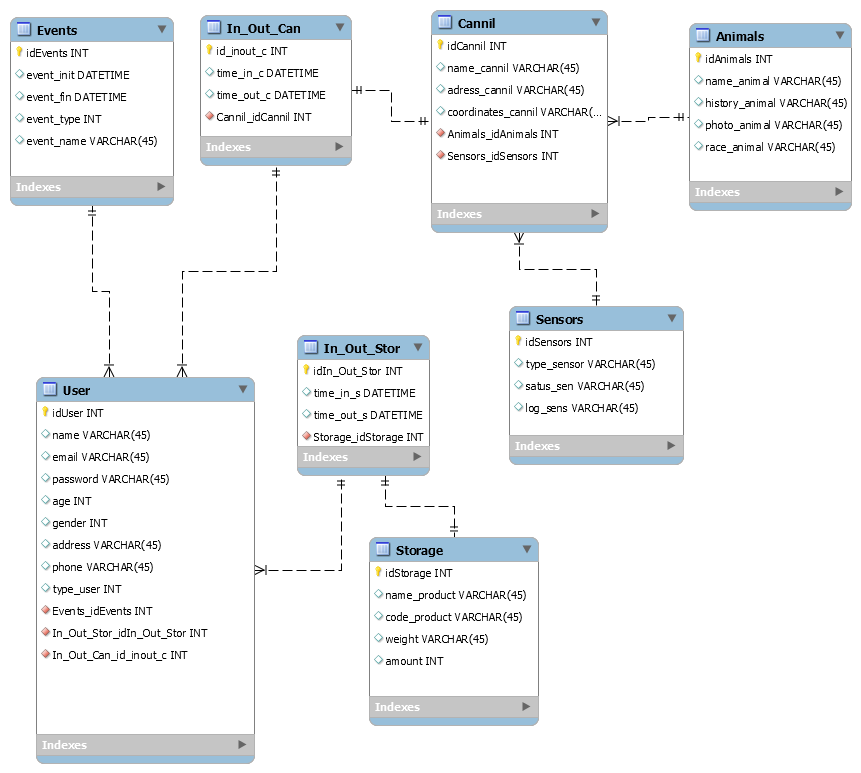 Events
idEvents INT
event_init DATETIME
event_fin DATETIME
event_type INT
event_name VARCHAR(45)
Indexes
In_Out_Can
id_inout_c INT
time_in_c DATETIME
time_out_c DATETIME
Cannil_idCannil INT
Indexes
Cannil
idCannil INT
name_cannil VARCHAR(45)
adress_cannil VARCHAR(45)
coordinates_cannil VARCHAR(...
Animals_idAnimals INT
Sensors_idSensors INT
Indexes
Animals
idAnimals INT
name_animal VARCHAR(45)
history_animal VARCHAR(45)
photo_animal VARCHAR(45)
race_animal VARCHAR(45)
Indexes
Sensors
idSensors INT
type_sensor VARCHAR(45)
satus_sen VARCHAR(45)
log_sens VARCHAR(45)
Indexes
In_Out_Stor
idIn_Out_Stor INT
time_in_s DATETIME
time_out_s DATETIME
Storage_idStorage INT
Indexes
User
idUser INT
name VARCHAR(45)
email VARCHAR(45)
password VARCHAR(45)
age INT
gender INT
address VARCHAR(45)
phone VARCHAR(45)
type_user INT
Events_idEvents INT
In_Out_Stor_idIn_Out_Stor INT
In_Out_Can_id_inout_c INT
Indexes
Storage
idStorage INT
name_product VARCHAR(45)
code_product VARCHAR(45)
weight VARCHAR(45)
amount INT
Indexes